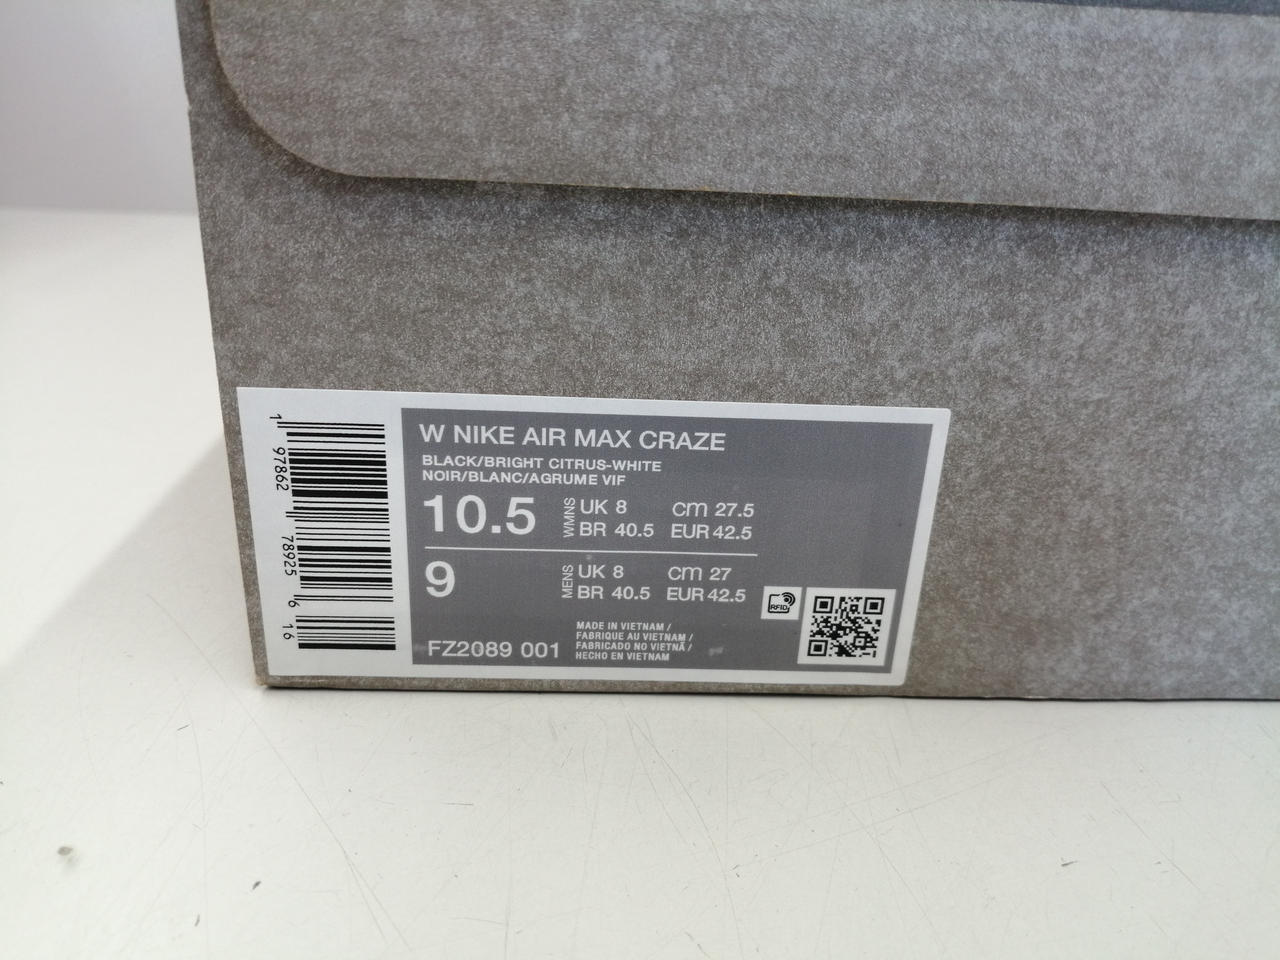 W NIKE AIR MAX CRAZE
BLACK/BRIGHT CITRUS-WHITE
NOIR/BLANC/AGRUME VIF
10.5 WMNS UK 8 cm 27.5
BR 40.5 EUR 42.5
9 MENS UK 8 cm 27
BR 40.5 EUR 42.5
RFID
FZ2089 001
MADE IN VIETNAM /
FABRIQUE AU VIETNAM /
FABRICADO NO VIETNÃ /
HECHO EN VIETNAM
1 97862 78925 6 16